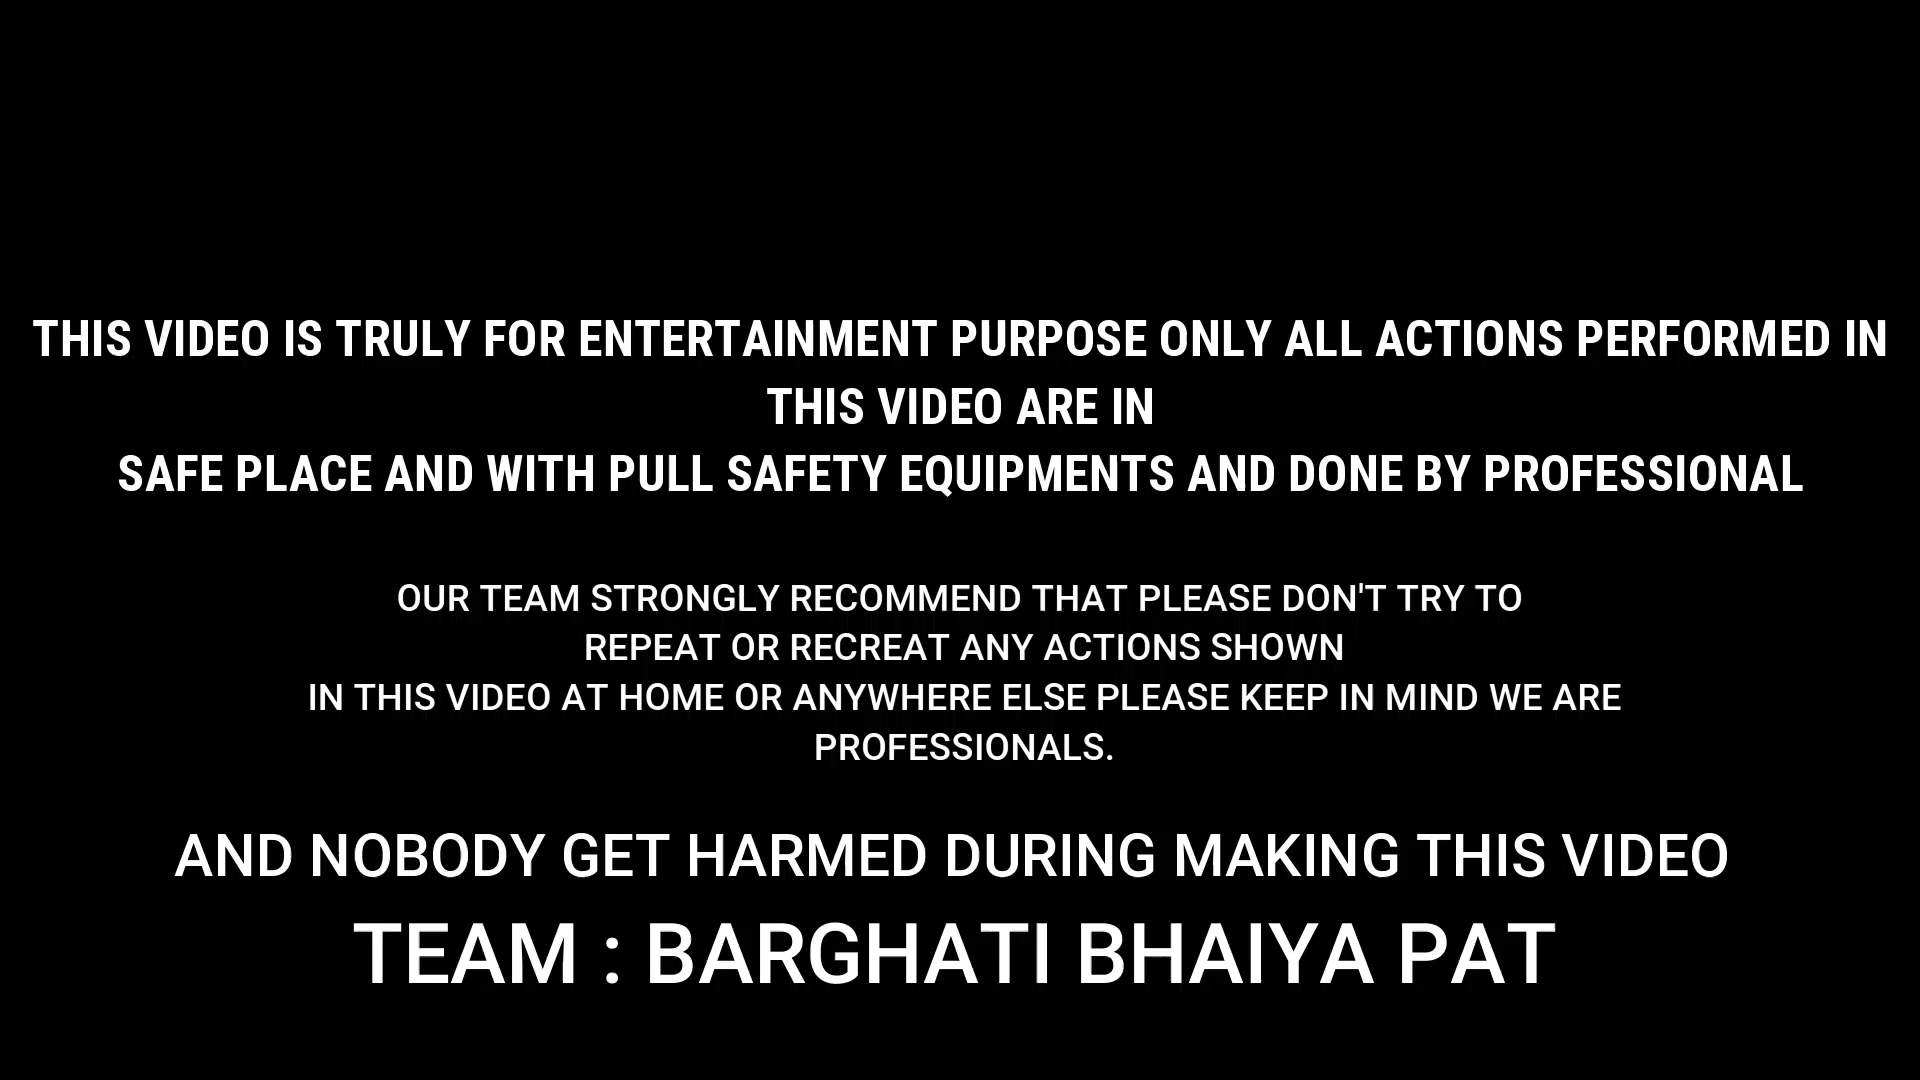 THIS VIDEO IS TRULY FOR ENTERTAINMENT PURPOSE ONLY ALL ACTIONS PERFORMED IN
THIS VIDEO ARE IN
SAFE PLACE AND WITH PULL SAFETY EQUIPMENTS AND DONE BY PROFESSIONAL
OUR TEAM STRONGLY RECOMMEND THAT PLEASE DON'T TRY TO
REPEAT OR RECREAT ANY ACTIONS SHOWN
IN THIS VIDEO AT HOME OR ANYWHERE ELSE PLEASE KEEP IN MIND WE ARE
PROFESSIONALS.
AND NOBODY GET HARMED DURING MAKING THIS VIDEO
TEAM : BARGHATI BHAIYA PAT